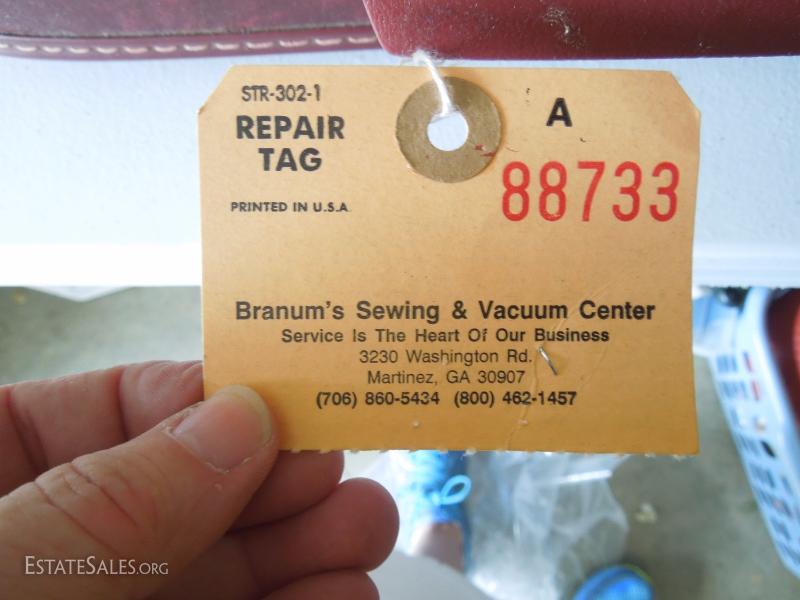 STR-302-1
REPAIR
TAG
PRINTED IN U.S.A.
A
88733
Branum's Sewing & Vacuum Center
Service Is The Heart Of Our Business
3230 Washington Rd.
Martinez, GA 30907
(706) 860-5434 (800) 462-1457
ESTATESALES.ORG